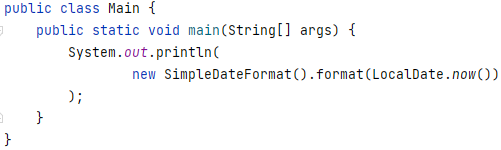 public class Main {
    public static void main(String[] args) {
        System.out.println(
                new SimpleDateFormat().format(LocalDate.now())
        );
    }
}